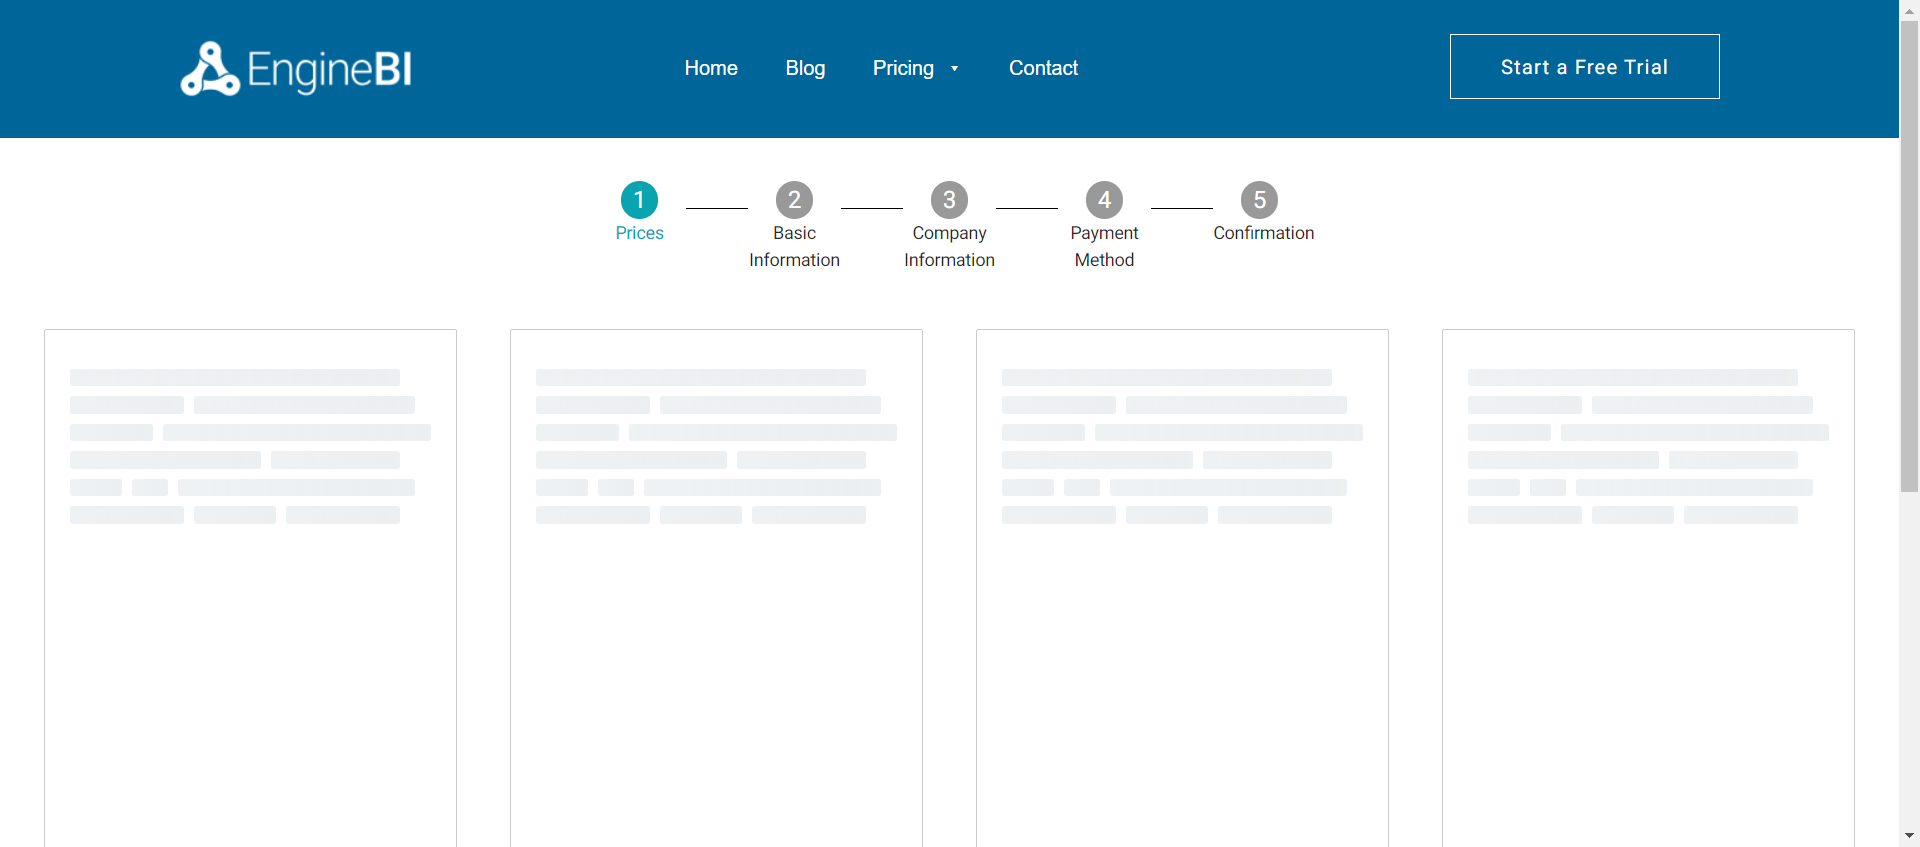 EngineBI
Home Blog Pricing Contact
Start a Free Trial
1 2 3 4 5
Prices Basic Information Company Information Payment Method Confirmation